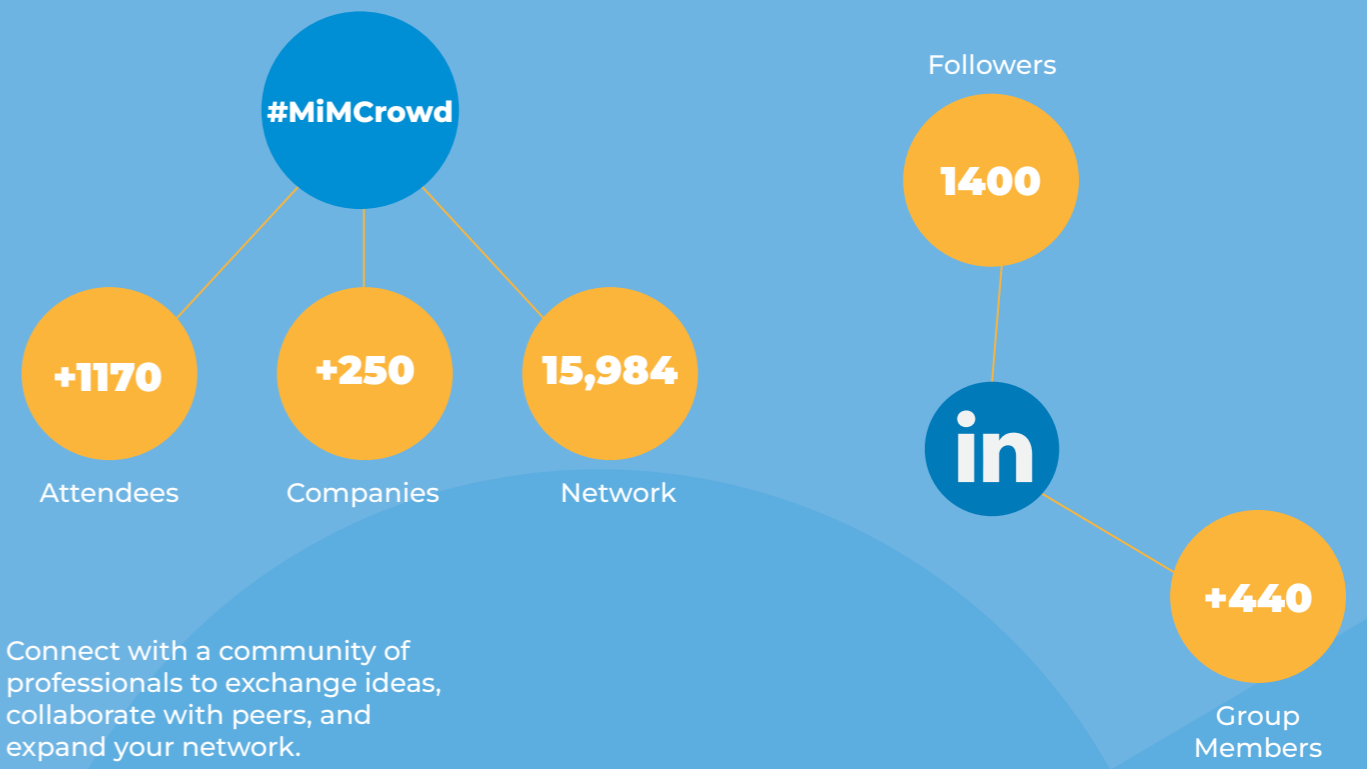 #MiMCrowd
+1170
+250
15,984
Attendees
Companies
Network
Followers
1400
in
+440
Group
Members
Connect with a community of
professionals to exchange ideas,
collaborate with peers, and
expand your network.